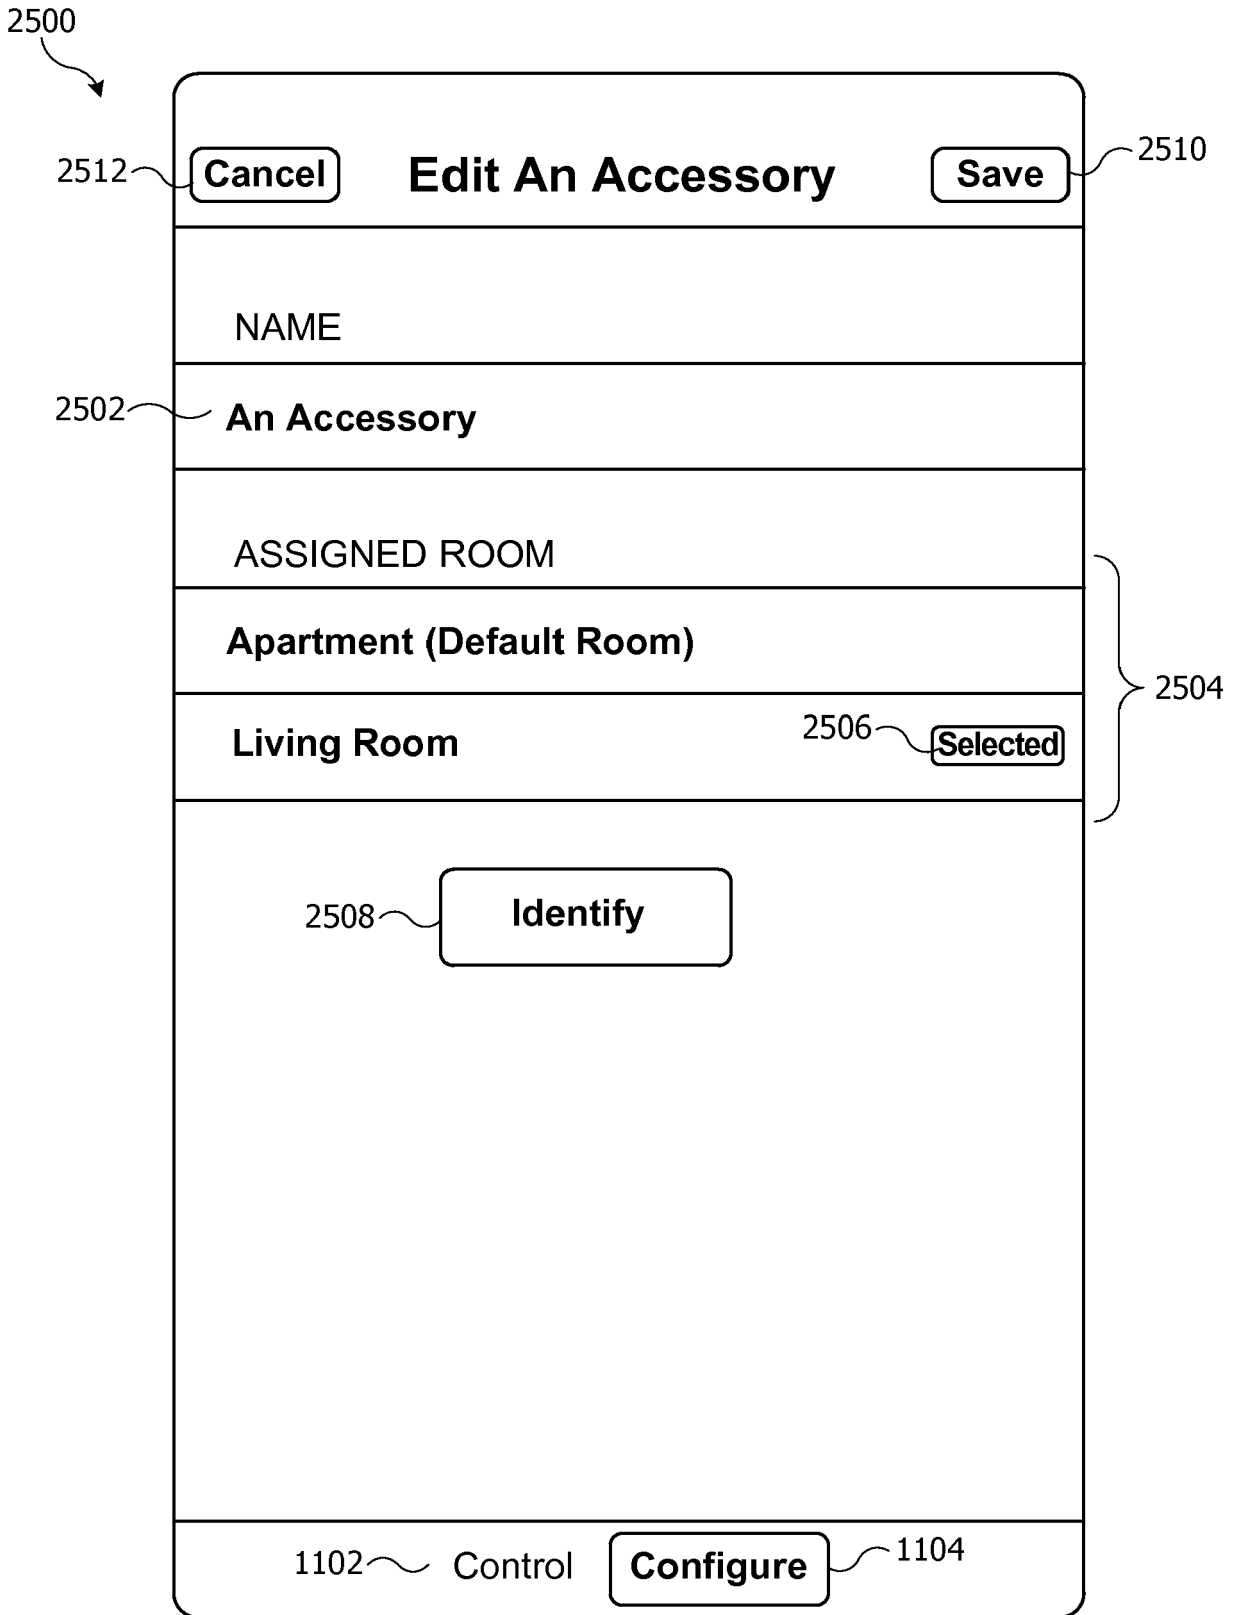 2500
2512 Cancel Edit An Accessory Save 2510
NAME
2502 An Accessory
ASSIGNED ROOM
Apartment (Default Room)
2504
Living Room 2506 Selected
2508 Identify
1102 Control Configure 1104